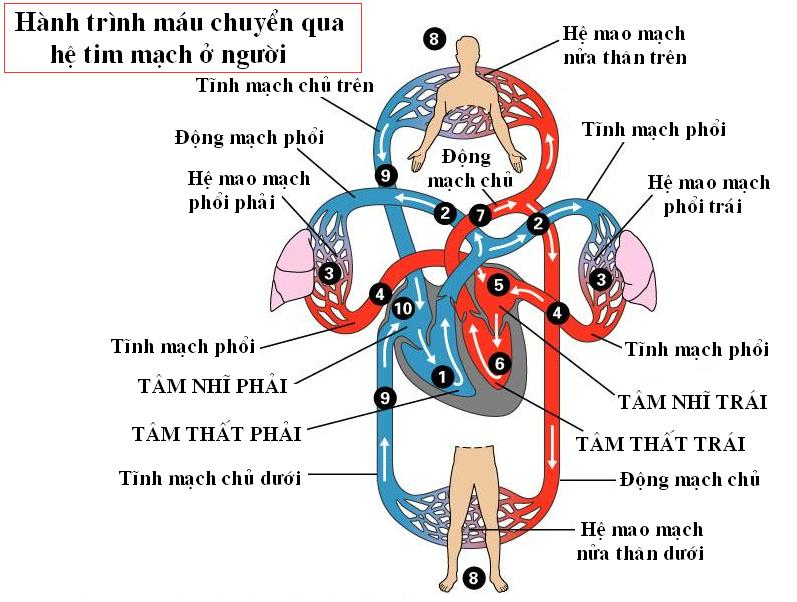 Hành trình máu chuyển qua
hệ tim mạch ở người
8
Hệ mao mạch
nửa thân trên
Tĩnh mạch chủ trên
Động mạch phổi
Động
mạch chủ
Tĩnh mạch phổi
Hệ mao mạch
phổi phải
9
Hệ mao mạch
phổi trái
2
7
2
3
3
4
10
5
4
Tĩnh mạch phổi
Tĩnh mạch phổi
TÂM NHĨ PHẢI
1
6
9
TÂM NHĨ TRÁI
TÂM THẤT PHẢI
TÂM THẤT TRÁI
Tĩnh mạch chủ dưới
Động mạch chủ
Hệ mao mạch
nửa thân dưới
8